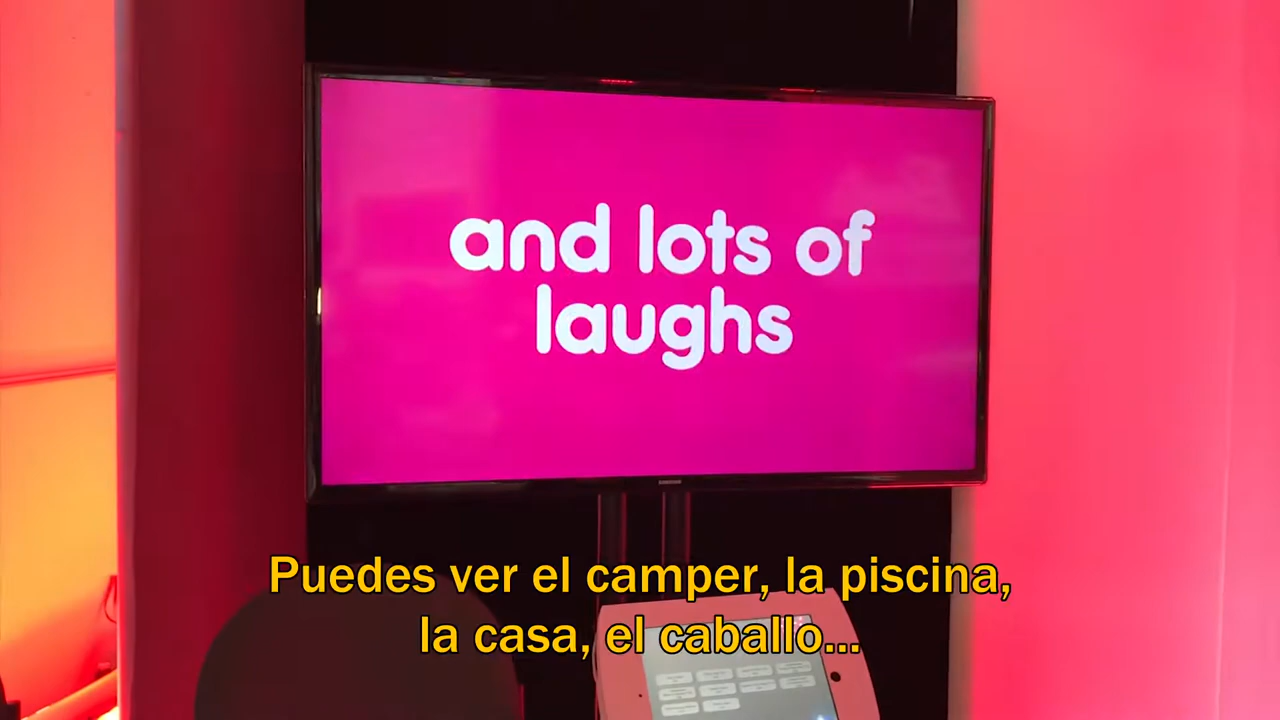 and lots of
laughs
Puedes ver el camper, la piscina,
la casa, el caballo...